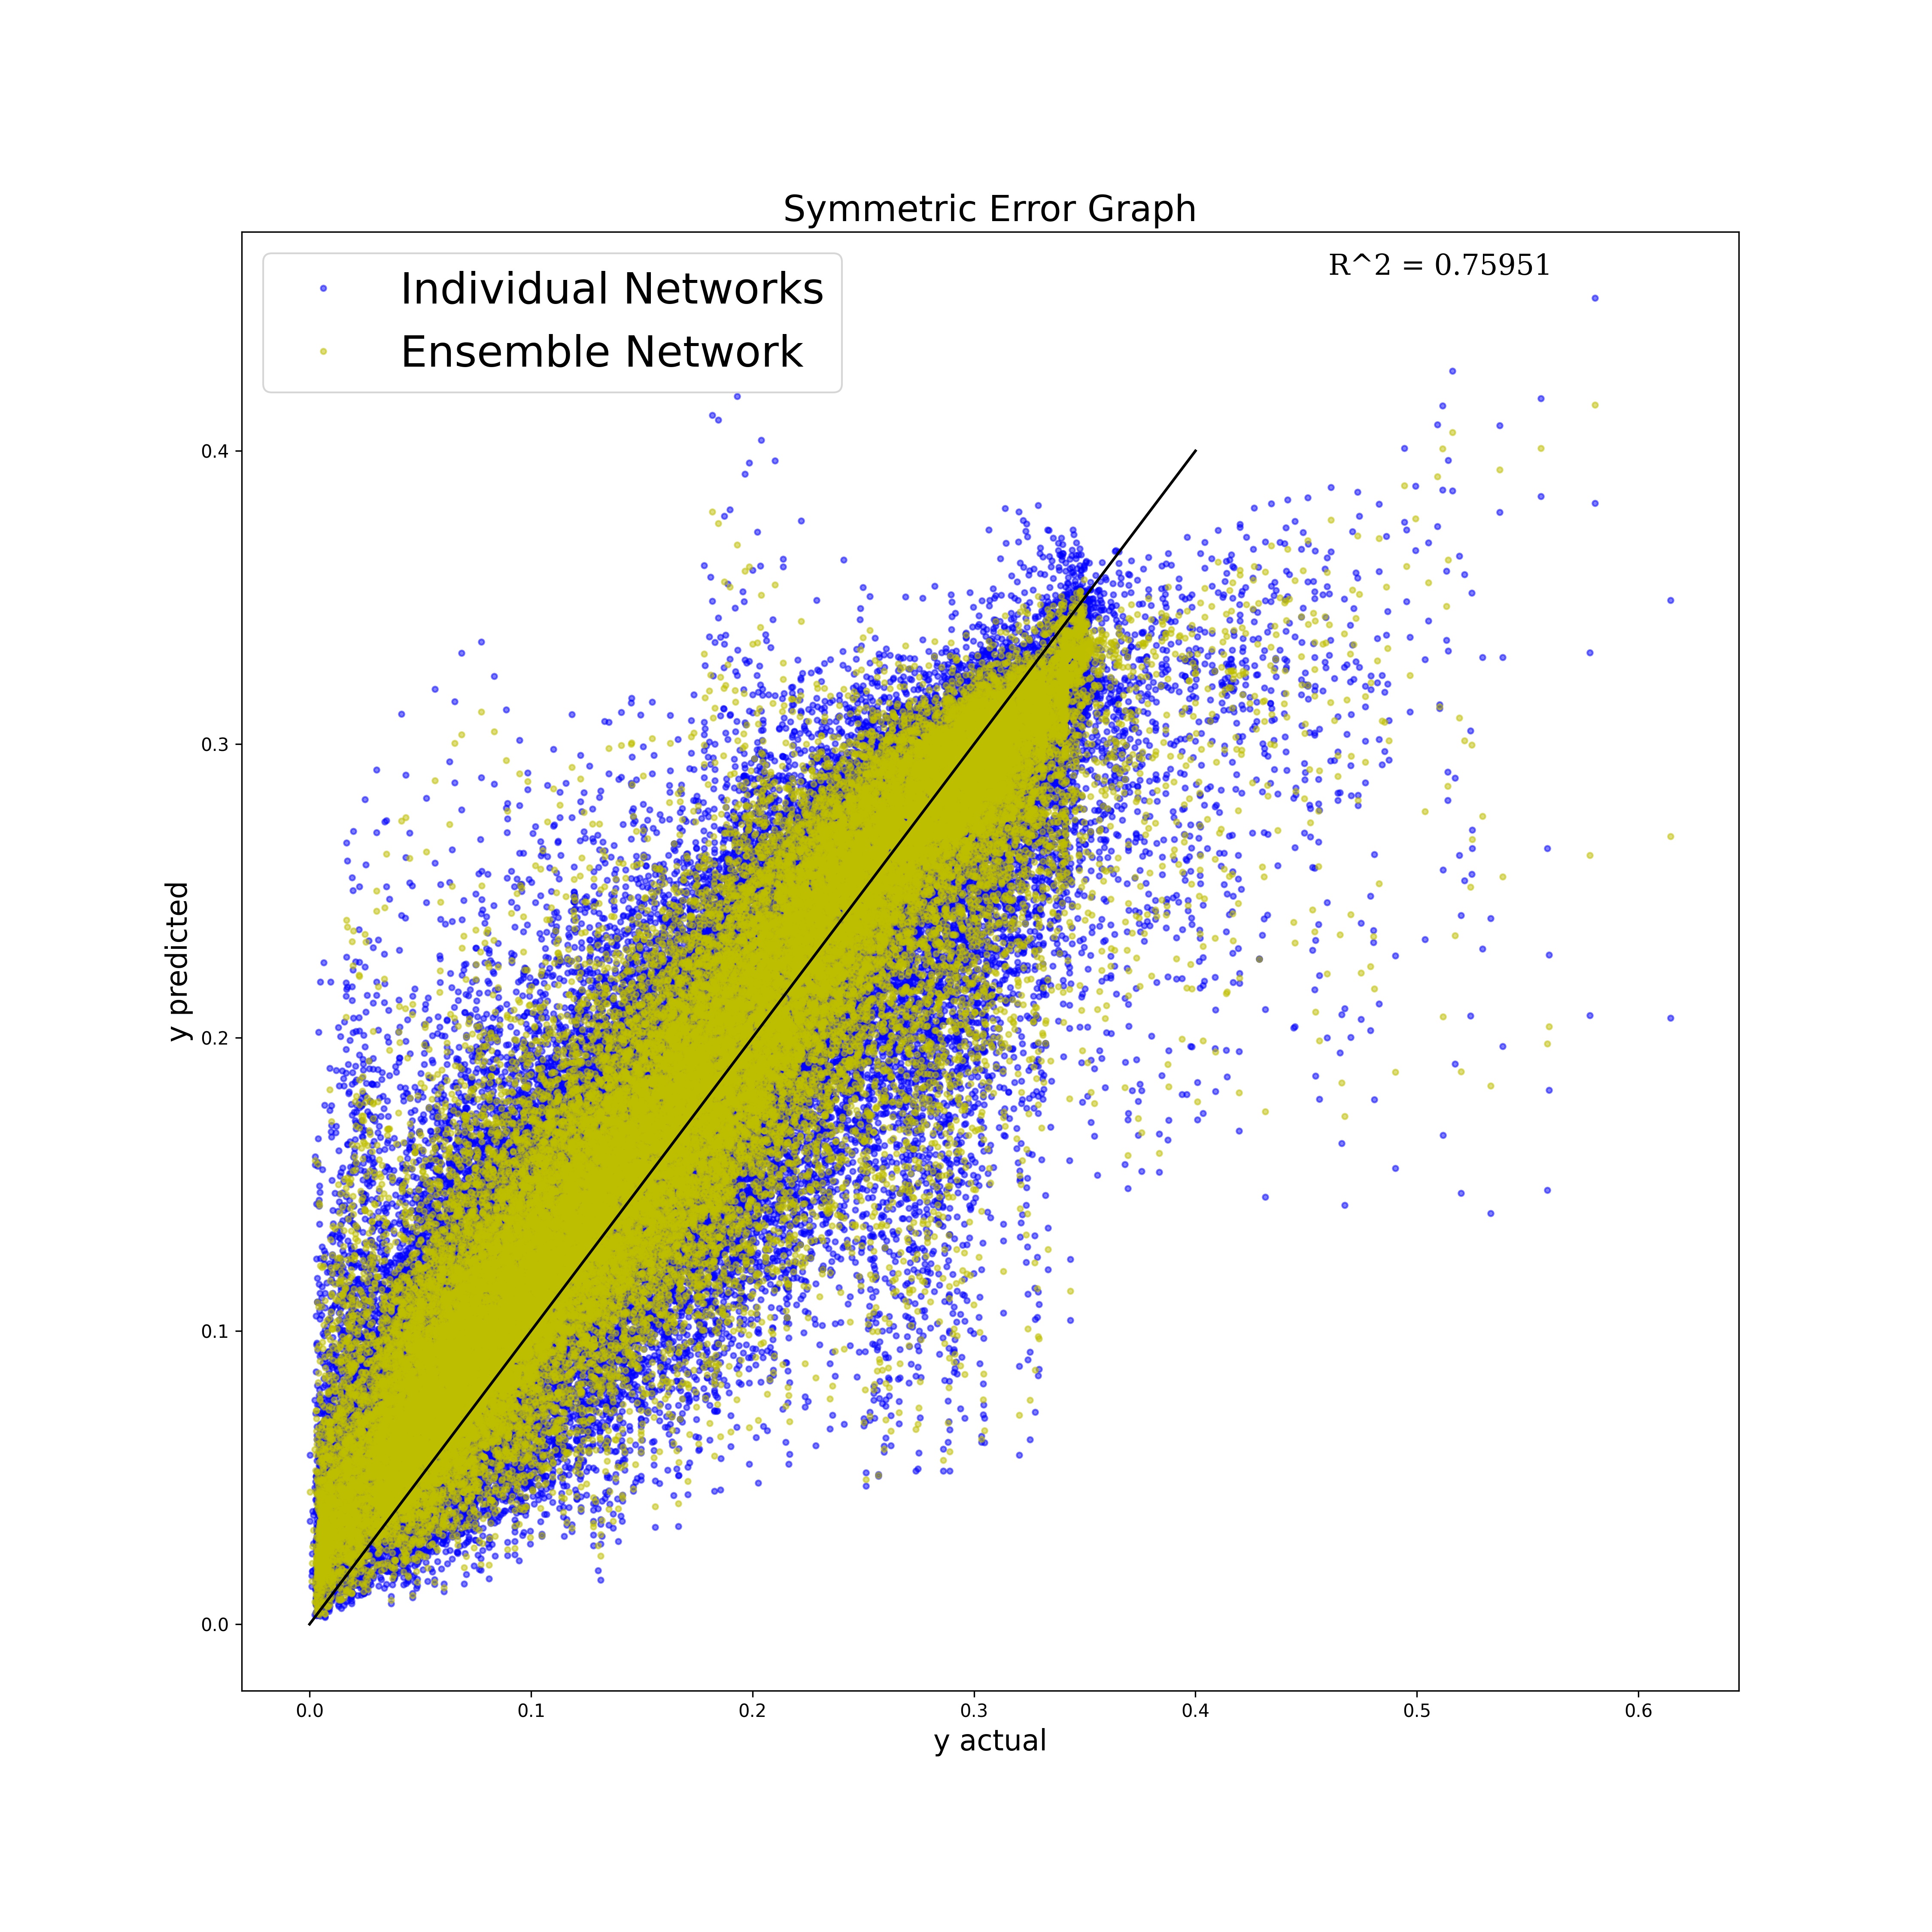 Symmetric Error Graph
Individual Networks
Ensemble Network
R^2 = 0.75951
y predicted
0.4
0.3
0.2
0.1
0.0
0.0 0.1 0.2 0.3 0.4 0.5 0.6
y actual